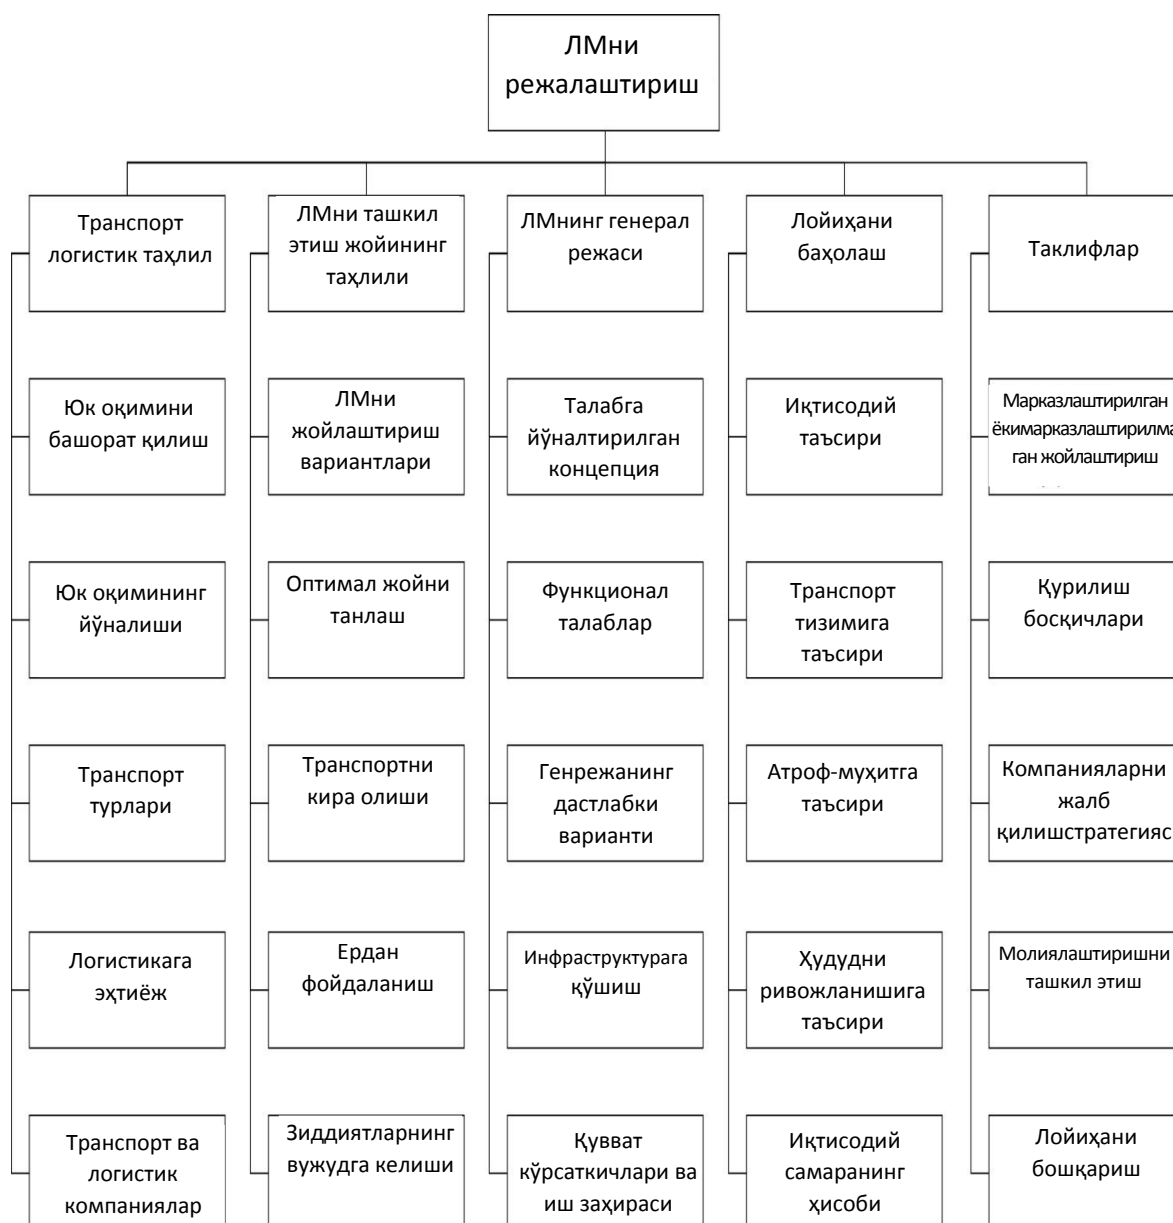 ЛМни
режалаштириш
Транспорт
логистик таҳлил
ЛМни ташкил
этиш жойининг
таҳлили
ЛМнинг генерал
режаси
Лойиҳани
баҳолаш
Таклифлар
Юк оқимини
башорат қилиш
ЛМни
жойлаштириш
вариантлари
Талабга
йўналтирилган
концепция
Иқтисодий
таъсири
Марказлаштирилган
ёкимарказлаштирилма
ган жойлаштириш
Юк оқимининг
йўналиши
Оптимал жойни
танлаш
Функционал
талаблар
Транспорт
тизимига
таъсири
Қурилиш
босқичлари
Транспорт
турлари
Транспортни
кира олиши
Генрежанинг
дастлабки
варианти
Атроф-муҳитга
таъсири
Компанияларни
жалб
қилишстратегияс
Логистикага
эҳтиёж
Ердан
фойдаланиш
Инфраструктурага
қўшиш
Ҳудудни
ривожланишига
таъсири
Молиялаштиришни
ташкил этиш
Транспорт ва
логистик
компаниялар
Зиддиятларнинг
вужудга келиши
Қувват
кўрсаткичлари ва
иш заҳираси
Иқтисодий
самаранинг
ҳисоби
Лойиҳани
бошқариш